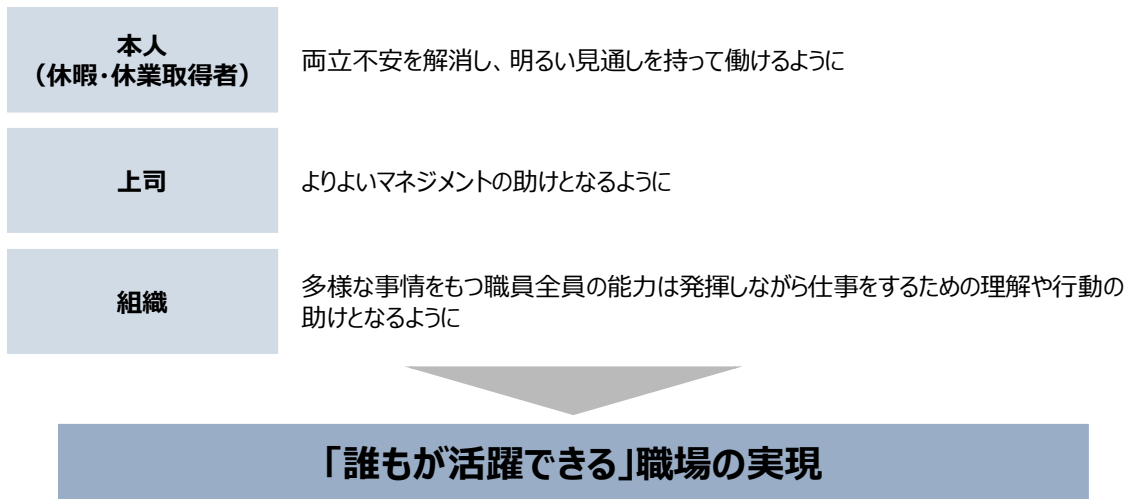 本人
（休暇・休業取得者）
両立不安を解消し、明るい見通しを持って働けるように
上司
よりよいマネジメントの助けとなるように
組織
多様な事情をもつ職員全員の能力は発揮しながら仕事をするための理解や行動の
助けとなるように
「誰もが活躍できる」職場の実現